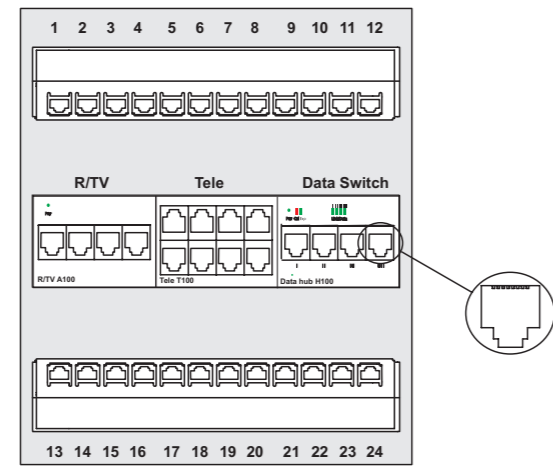 1 2 3 4 5 6 7 8 9 10 11 12
R/TV Tele Data Switch
R/TV A100 Tele T100 Data hub H100
13 14 15 16 17 18 19 20 21 22 23 24